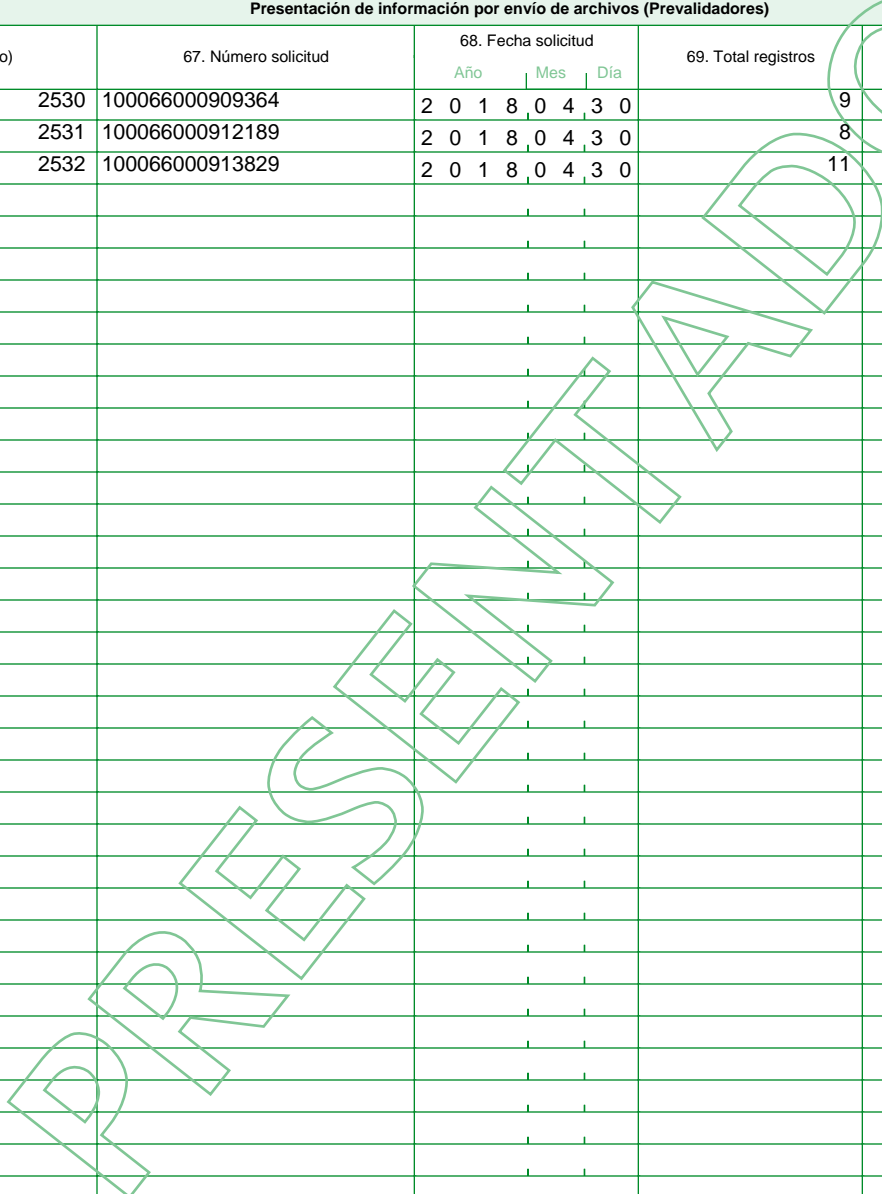 Presentación de información por envío de archivos (Prevalidadores)
o) 67. Número solicitud 68. Fecha solicitud 69. Total registros
Año Mes Día
2530 100066000909364 2 0 1 8 0 4 3 0 9
2531 100066000912189 2 0 1 8 0 4 3 0 8
2532 100066000913829 2 0 1 8 0 4 3 0 11
PRESENTADO